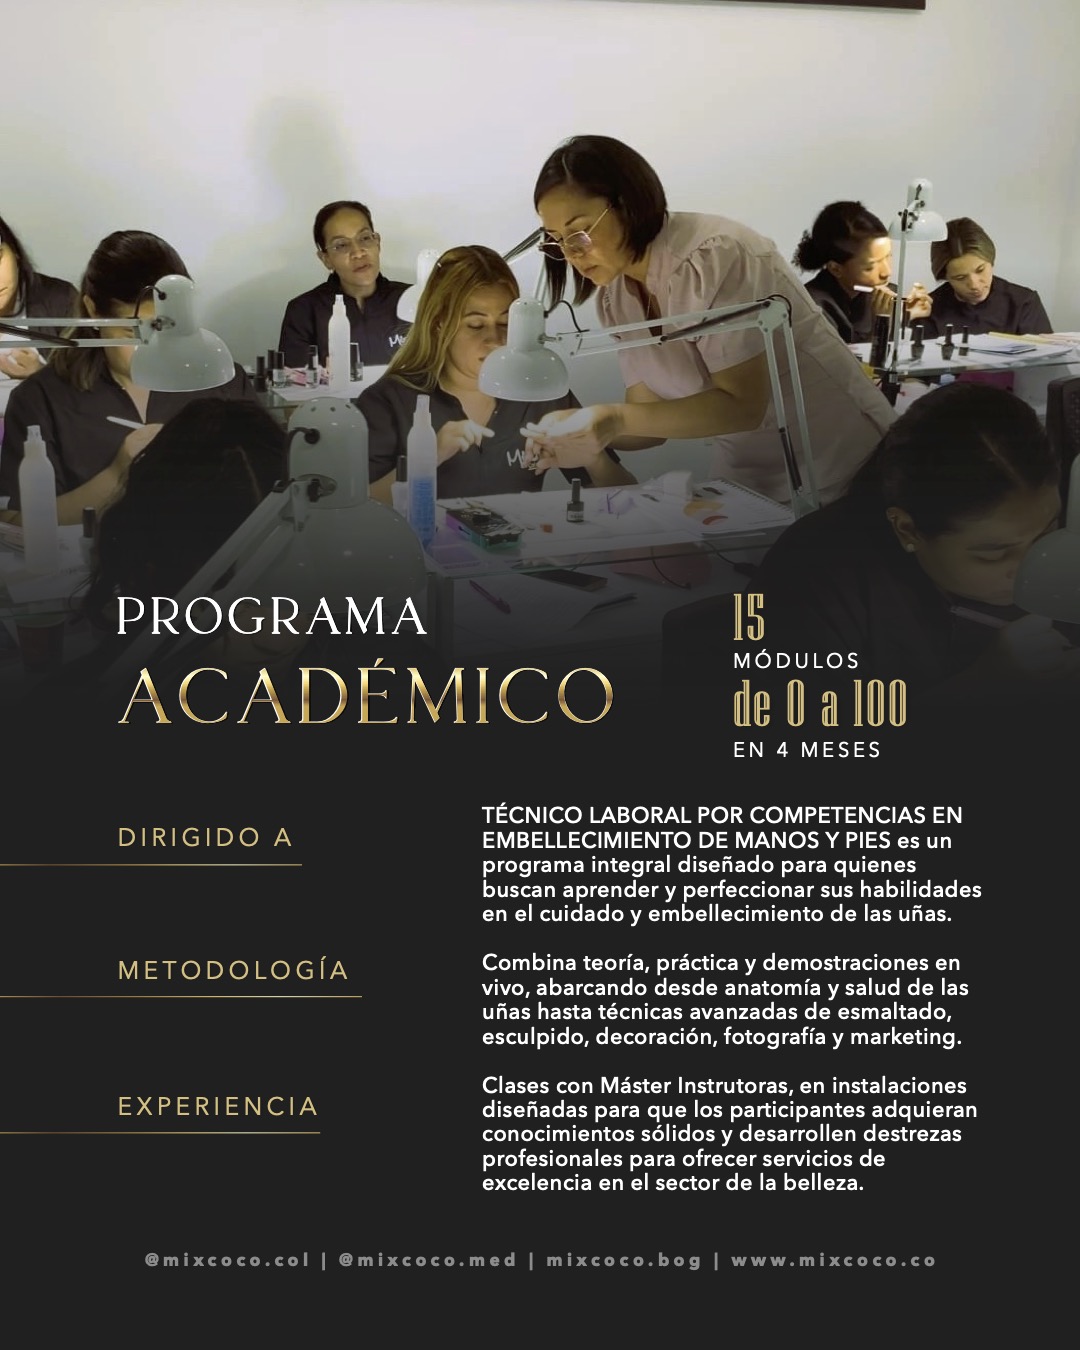 PROGRAMA
ACADÉMICO
15
MÓDULOS
de 0 a 100
EN 4 MESES
DIRIGIDO A
TÉCNICO LABORAL POR COMPETENCIAS EN
EMBELLECIMIENTO DE MANOS Y PIES es un
programa integral diseñado para quienes
buscan aprender y perfeccionar sus habilidades
en el cuidado y embellecimiento de las uñas.
METODOLOGÍA
Combina teoría, práctica y demostraciones en
vivo, abarcando desde anatomía y salud de las
uñas hasta técnicas avanzadas de esmaltado,
esculpido, decoración, fotografía y marketing.
EXPERIENCIA
Clases con Máster Instrutoras, en instalaciones
diseñadas para que los participantes adquieran
conocimientos sólidos y desarrollen destrezas
profesionales para ofrecer servicios de
excelencia en el sector de la belleza.
@mixcoco.col | @mixcoco.med | mixcoco.bog | www.mixcoco.co